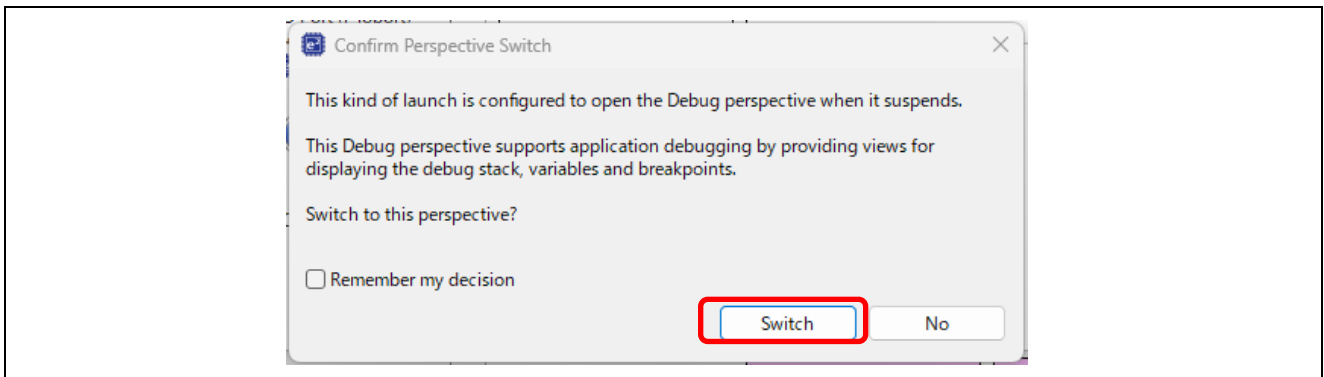 Confirm Perspective Switch
This kind of launch is configured to open the Debug perspective when it suspends.
This Debug perspective supports application debugging by providing views for
displaying the debug stack, variables and breakpoints.
Switch to this perspective?
Remember my decision
Switch
No